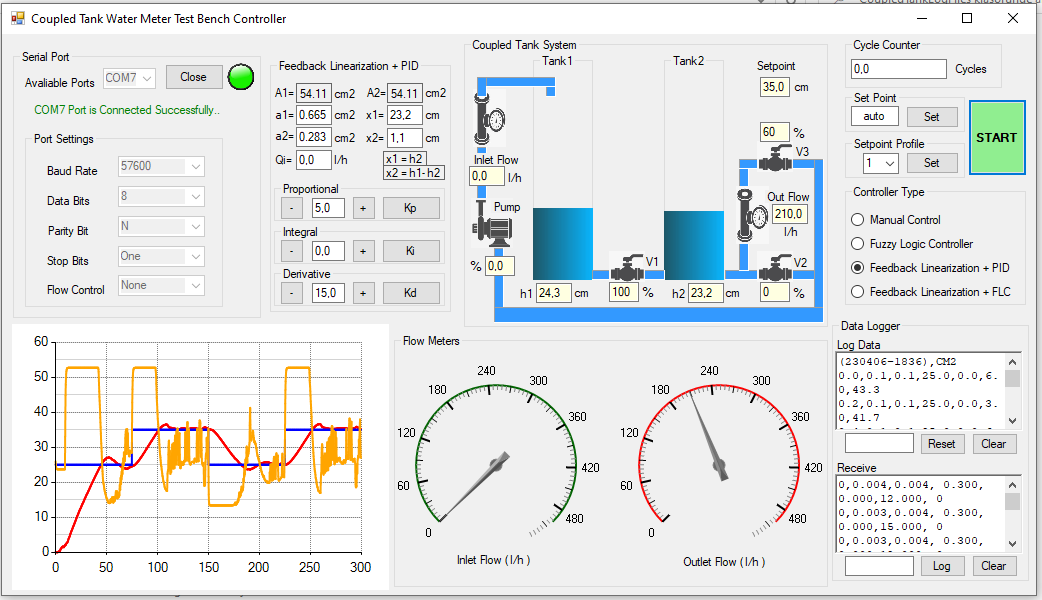 Coupled Tank Water Meter Test Bench Controller
Serial Port
Avaliable Ports COM7 Close
COM7 Port is Connected Successfully..
Port Settings
Baud Rate 57600
Data Bits 8
Parity Bit N
Stop Bits One
Flow Control None
Feedback Linearization + PID
A1= 54.11 cm2 A2= 54.11 cm2
a1= 0.665 cm2 x1= 23,2 cm
a2= 0.283 cm2 x2= 1,1 cm
Qi= 0,0 l/h x1 = h2
x2 = h1- h2
Proportional
- 5,0 + Kp
Integral
- 0,0 + Ki
Derivative
- 15,0 + Kd
Coupled Tank System
Tank1 Tank2
Setpoint
35,0 cm
60 %
V3
Inlet Flow
0,0 l/h
Pump
% 0,0
Out Flow
210,0
l/h
V1 V2
h1 24,3 cm 100 % h2 23,2 cm 0 %
Cycle Counter
0,0 Cycles
Set Point
auto Set
START
Setpoint Profile
1 Set
Controller Type
Manual Control
Fuzzy Logic Controller
Feedback Linearization + PID
Feedback Linearization + FLC
60
50
40
30
20
10
0
0 50 100 150 200 250 300
Flow Meters
0 60 120 180 240 300 360 420 480
Inlet Flow ( l/h )
0 60 120 180 240 300 360 420 480
Outlet Flow ( l/h )
Data Logger
Log Data
(230406-1836),CM2
0.0,0.1,0.1,25.0,0.0,6.
0,43.3
0.2,0.1,0.1,25.0,0.0,3.
0,41.7
Reset Clear
Receive
0,0.004,0.004, 0.300,
0.000,12.000, 0
0,0.003,0.004, 0.300,
0.000,15.000, 0
0,0.003,0.004, 0.300,
Log Clear